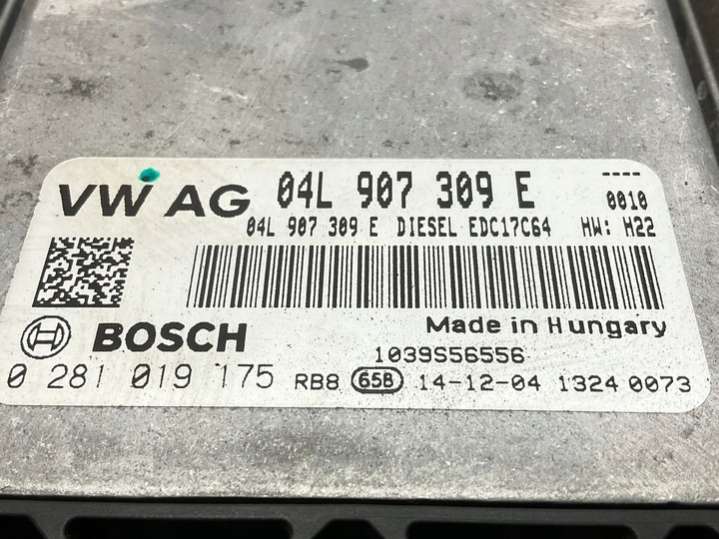 VW AG 04L 907 309 E ----
04L 907 309 E DIESEL EDC17C64 0010
HW: H22
BOSCH Made in Hungary
1039S56556
0 281 019 175 RB8 65B 14-12-04 1324 0073